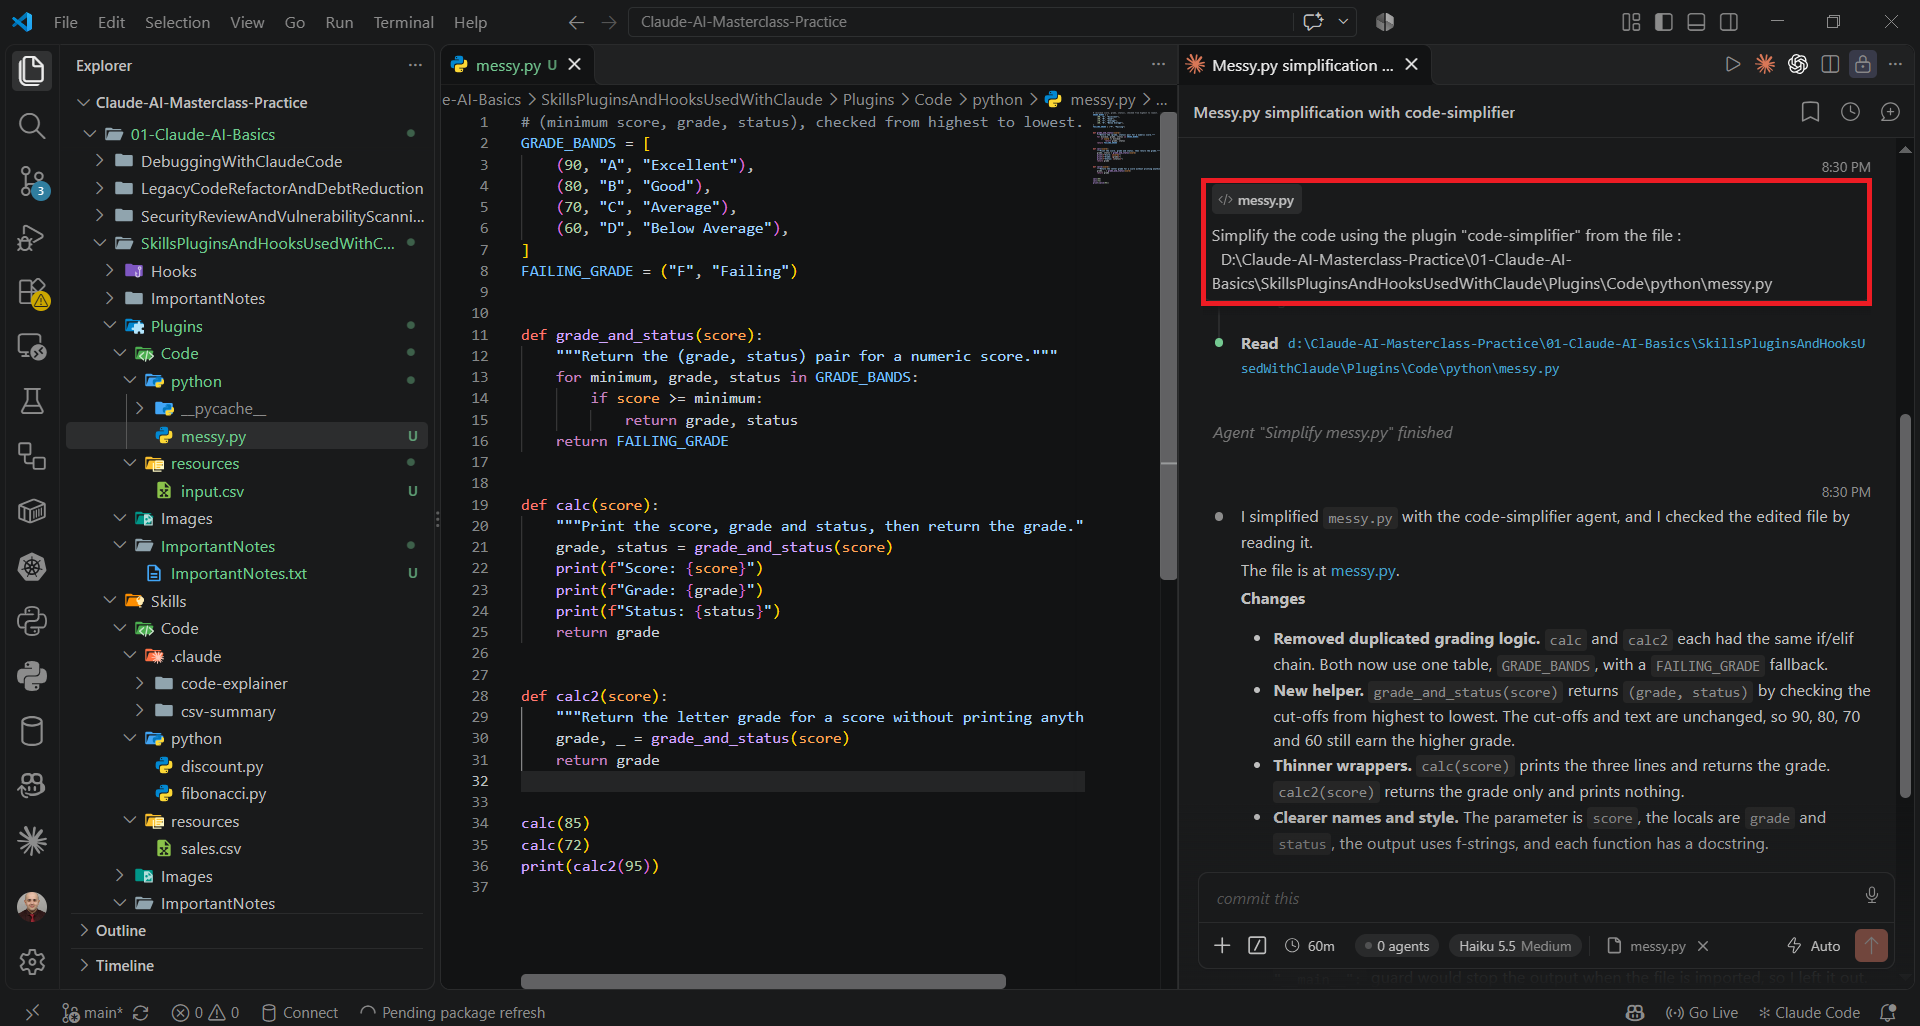 File Edit Selection View Go Run Terminal Help
Claude-AI-Masterclass-Practice
Explorer
Claude-AI-Masterclass-Practice
01-Claude-AI-Basics
DebuggingWithClaudeCode
LegacyCodeRefactorAndDebtReduction
SecurityReviewAndVulnerabilityScanni...
SkillsPluginsAndHooksUsedWithC...
Hooks
ImportantNotes
Plugins
Code
python
__pycache__
messy.py U
resources
input.csv U
Images
ImportantNotes
ImportantNotes.txt U
Skills
Code
.claude
code-explainer
csv-summary
python
discount.py
fibonacci.py
resources
sales.csv
Images
ImportantNotes
Outline
Timeline
3
messy.py U
e-AI-Basics > SkillsPluginsAndHooksUsedWithClaude > Plugins > Code > python > messy.py > ...
1 # (minimum score, grade, status), checked from highest to lowest.
2 GRADE_BANDS = [
3 (90, "A", "Excellent"),
4 (80, "B", "Good"),
5 (70, "C", "Average"),
6 (60, "D", "Below Average"),
7 ]
8 FAILING_GRADE = ("F", "Failing")
9
10
11 def grade_and_status(score):
12 """Return the (grade, status) pair for a numeric score."""
13 for minimum, grade, status in GRADE_BANDS:
14 if score >= minimum:
15 return grade, status
16 return FAILING_GRADE
17
18
19 def calc(score):
20 """Print the score, grade and status, then return the grade."
21 grade, status = grade_and_status(score)
22 print(f"Score: {score}")
23 print(f"Grade: {grade}")
24 print(f"Status: {status}")
25 return grade
26
27
28 def calc2(score):
29 """Return the letter grade for a score without printing anyth
30 grade, _ = grade_and_status(score)
31 return grade
32
33
34 calc(85)
35 calc(72)
36 print(calc2(95))
37
Messy.py simplification ...
Messy.py simplification with code-simplifier
8:30 PM
</> messy.py
Simplify the code using the plugin "code-simplifier" from the file :
D:\Claude-AI-Masterclass-Practice\01-Claude-AI-
Basics\SkillsPluginsAndHooksUsedWithClaude\Plugins\Code\python\messy.py
Read d:\Claude-AI-Masterclass-Practice\01-Claude-AI-Basics\SkillsPluginsAndHooksU
sedWithClaude\Plugins\Code\python\messy.py
Agent "Simplify messy.py" finished
8:30 PM
I simplified messy.py with the code-simplifier agent, and I checked the edited file by
reading it.
The file is at messy.py.
Changes
• Removed duplicated grading logic. calc and calc2 each had the same if/elif
chain. Both now use one table, GRADE_BANDS, with a FAILING_GRADE fallback.
• New helper. grade_and_status(score) returns (grade, status) by checking the
cut-offs from highest to lowest. The cut-offs and text are unchanged, so 90, 80, 70
and 60 still earn the higher grade.
• Thinner wrappers. calc(score) prints the three lines and returns the grade.
calc2(score) returns the grade only and prints nothing.
• Clearer names and style. The parameter is score, the locals are grade and
status, the output uses f-strings, and each function has a docstring.
commit this
60m 0 agents Haiku 5.5 Medium messy.py Auto
guard would stop the output when the file is imported, so I left it out
main* 0 0 Connect Pending package refresh Go Live Claude Code